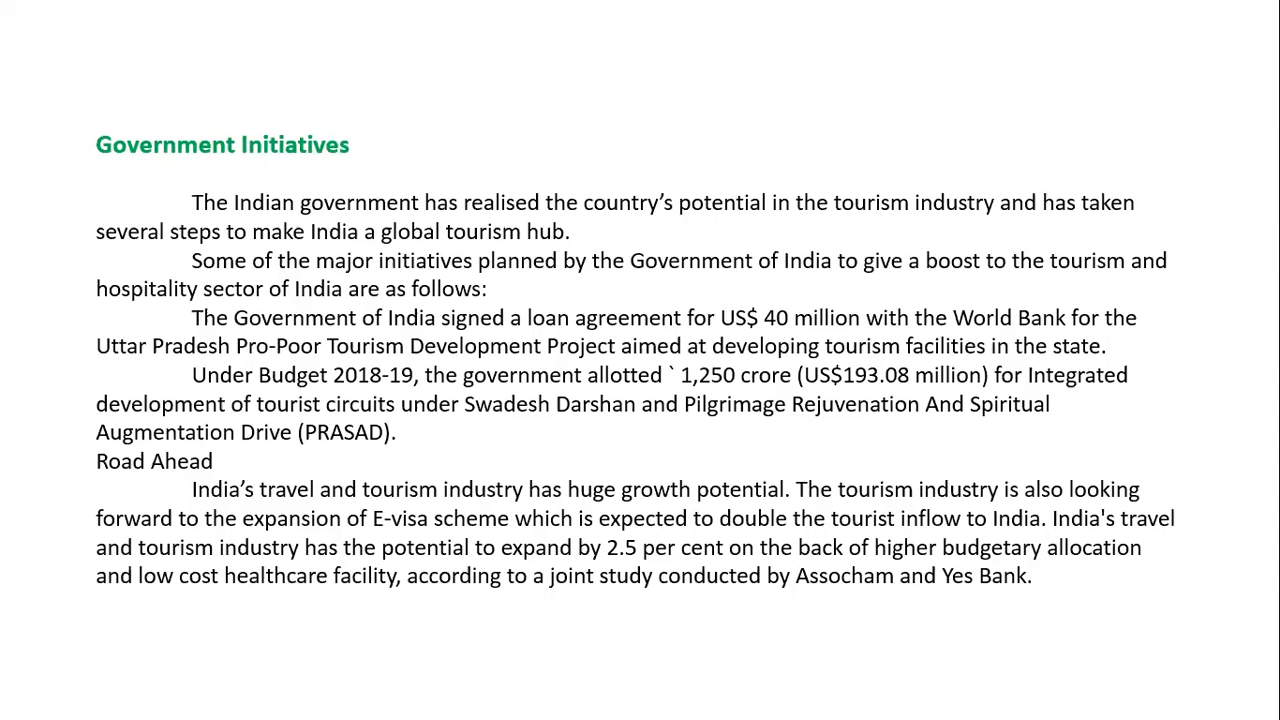 Government Initiatives
The Indian government has realised the country’s potential in the tourism industry and has taken
several steps to make India a global tourism hub.
Some of the major initiatives planned by the Government of India to give a boost to the tourism and
hospitality sector of India are as follows:
The Government of India signed a loan agreement for US$ 40 million with the World Bank for the
Uttar Pradesh Pro-Poor Tourism Development Project aimed at developing tourism facilities in the state.
Under Budget 2018-19, the government allotted ` 1,250 crore (US$193.08 million) for Integrated
development of tourist circuits under Swadesh Darshan and Pilgrimage Rejuvenation And Spiritual
Augmentation Drive (PRASAD).
Road Ahead
India’s travel and tourism industry has huge growth potential. The tourism industry is also looking
forward to the expansion of E-visa scheme which is expected to double the tourist inflow to India. India's travel
and tourism industry has the potential to expand by 2.5 per cent on the back of higher budgetary allocation
and low cost healthcare facility, according to a joint study conducted by Assocham and Yes Bank.